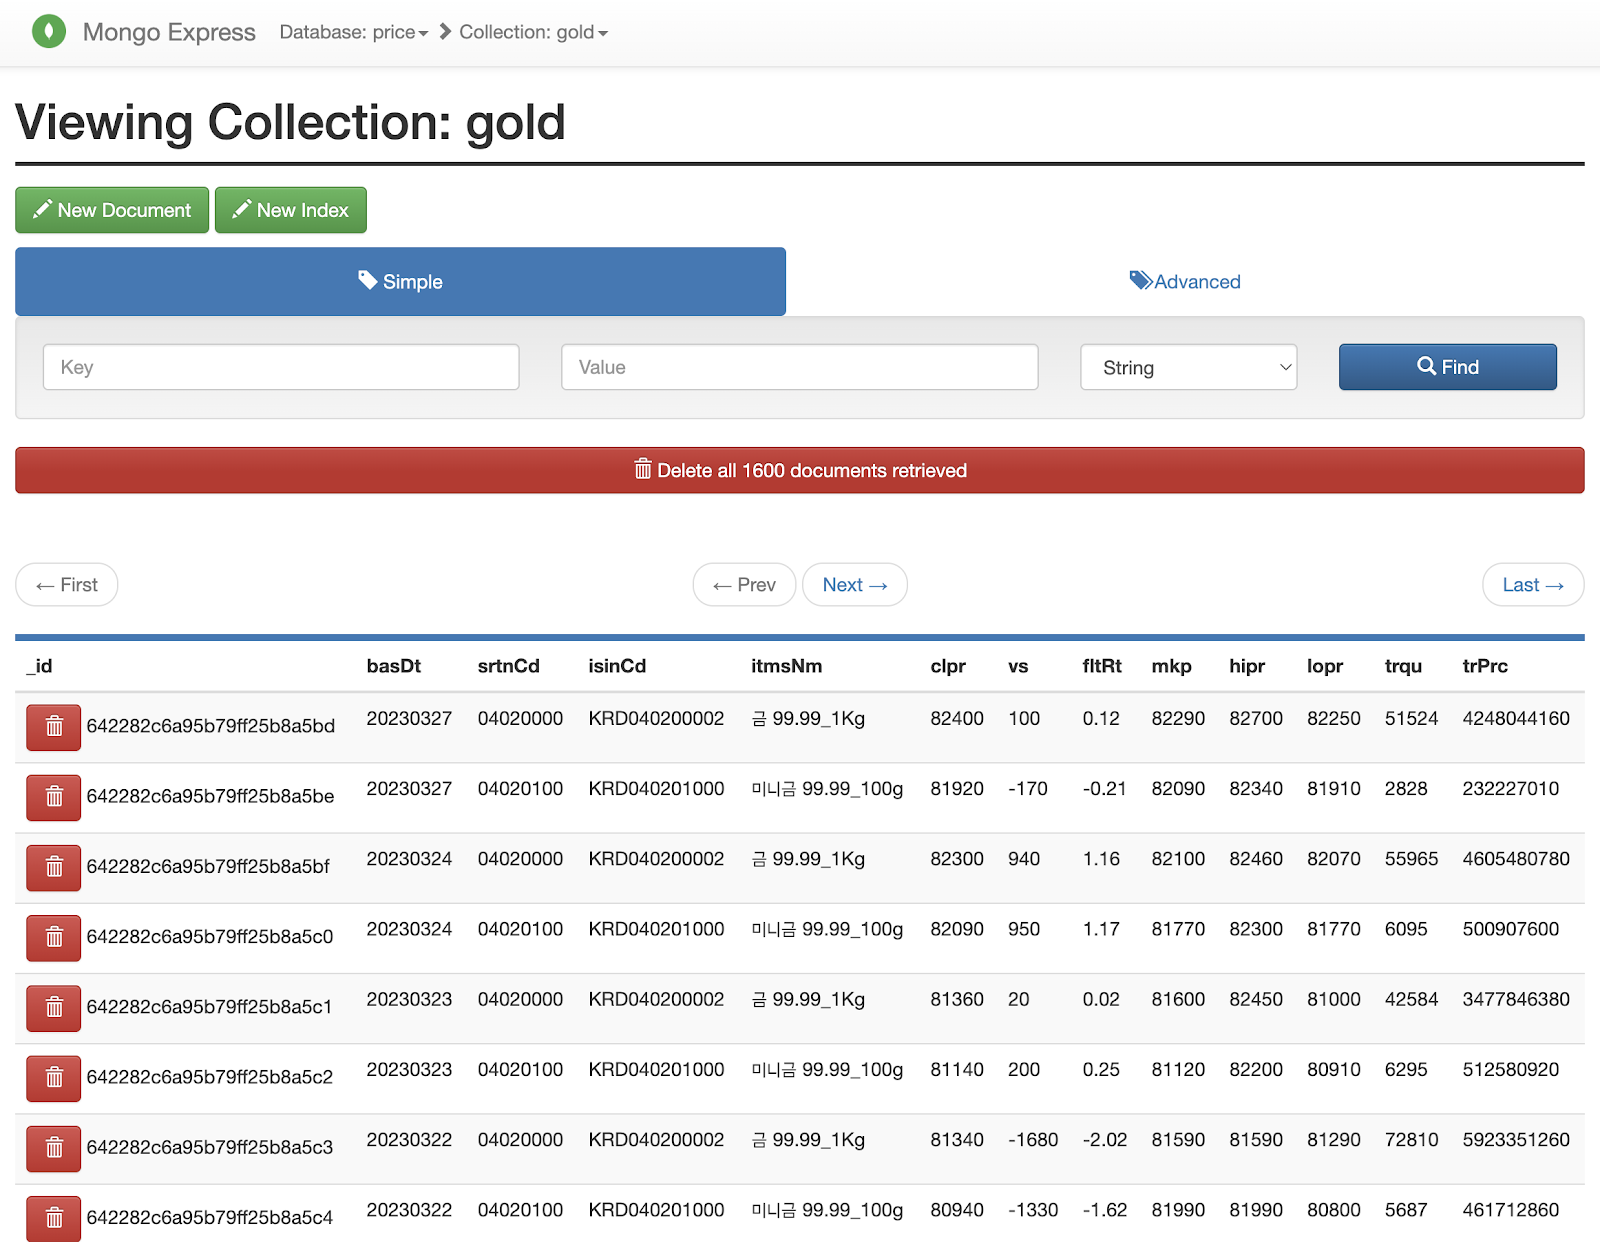 Mongo Express Database: price Collection: gold
Viewing Collection: gold
New Document New Index
Simple Advanced
Key Value String Find
Delete all 1600 documents retrieved
← First ← Prev Next → Last →
_id basDt srtnCd isinCd itmsNm clpr vs fltRt mkp hipr lopr trqu trPrc
642282c6a95b79ff25b8a5bd 20230327 04020000 KRD040200002 금 99.99_1Kg 82400 100 0.12 82290 82700 82250 51524 4248044160
642282c6a95b79ff25b8a5be 20230327 04020100 KRD040201000 미니금 99.99_100g 81920 -170 -0.21 82090 82340 81910 2828 232227010
642282c6a95b79ff25b8a5bf 20230324 04020000 KRD040200002 금 99.99_1Kg 82300 940 1.16 82100 82460 82070 55965 4605480780
642282c6a95b79ff25b8a5c0 20230324 04020100 KRD040201000 미니금 99.99_100g 82090 950 1.17 81770 82300 81770 6095 500907600
642282c6a95b79ff25b8a5c1 20230323 04020000 KRD040200002 금 99.99_1Kg 81360 20 0.02 81600 82450 81000 42584 3477846380
642282c6a95b79ff25b8a5c2 20230323 04020100 KRD040201000 미니금 99.99_100g 81140 200 0.25 81120 82200 80910 6295 512580920
642282c6a95b79ff25b8a5c3 20230322 04020000 KRD040200002 금 99.99_1Kg 81340 -1680 -2.02 81590 81590 81290 72810 5923351260
642282c6a95b79ff25b8a5c4 20230322 04020100 KRD040201000 미니금 99.99_100g 80940 -1330 -1.62 81990 81990 80800 5687 461712860